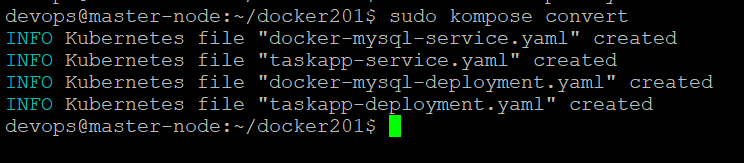 devops@master-node:~/docker201$ sudo kompose convert
INFO Kubernetes file "docker-mysql-service.yaml" created
INFO Kubernetes file "taskapp-service.yaml" created
INFO Kubernetes file "docker-mysql-deployment.yaml" created
INFO Kubernetes file "taskapp-deployment.yaml" created
devops@master-node:~/docker201$